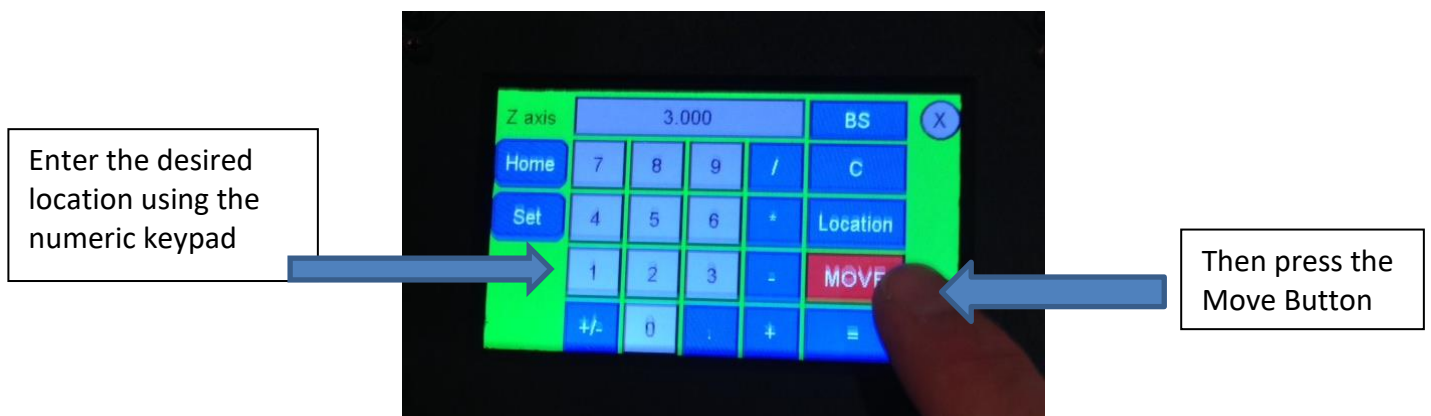 Z axis 3.000 BS X
Home 7 8 9 / C
Enter the desired
location using the
numeric keypad
Set 4 5 6 * Location
1 2 3 - MOVE
Then press the
Move Button
+/- 0 . + =